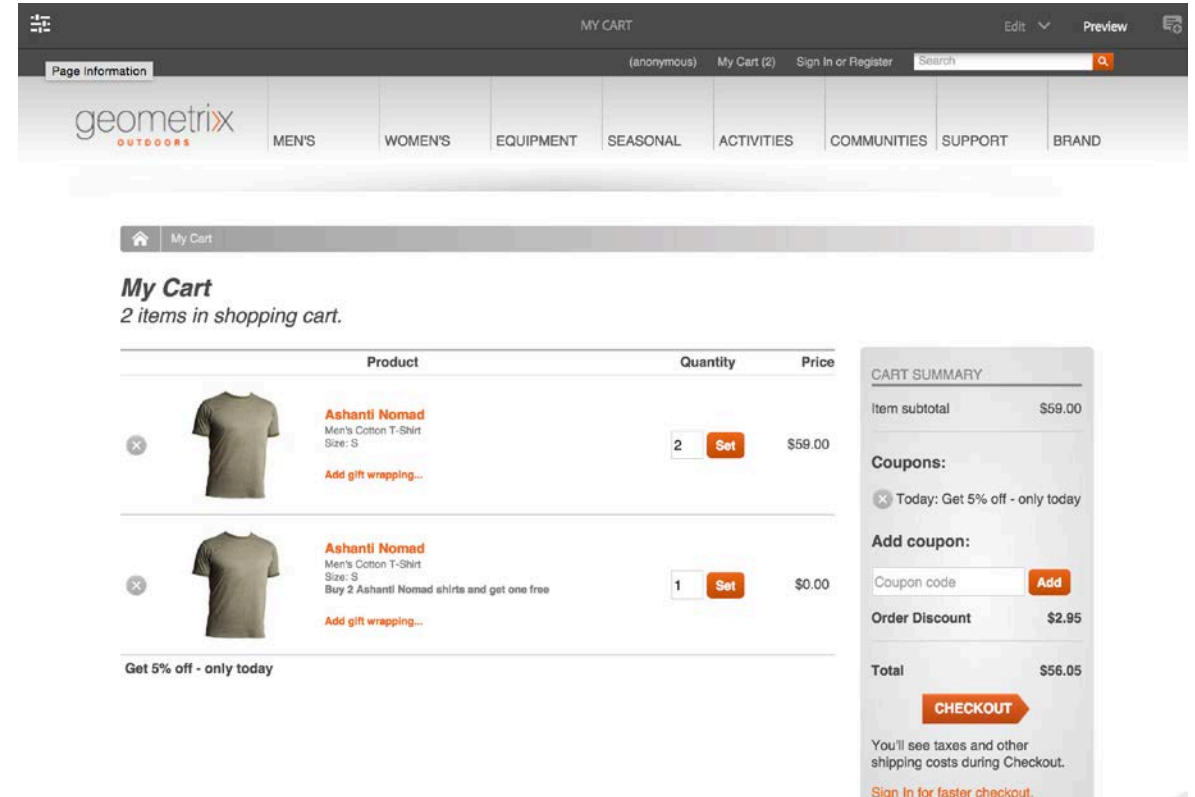 MY CART
Edit
Preview
Page Information
(anonymous) My Cart (2) Sign In or Register Search
geometrixx
OUTDOORS
MEN'S WOMEN'S EQUIPMENT SEASONAL ACTIVITIES COMMUNITIES SUPPORT BRAND
My Cart
My Cart
2 items in shopping cart.
Product Quantity Price
Ashanti Nomad
Men's Cotton T-Shirt
Size: S
2 Set $59.00
Add gift wrapping...
Ashanti Nomad
Men's Cotton T-Shirt
Size: S
Buy 2 Ashanti Nomad shirts and get one free
1 Set $0.00
Add gift wrapping...
Get 5% off - only today
CART SUMMARY
Item subtotal $59.00
Coupons:
Today: Get 5% off - only today
Add coupon:
Coupon code Add
Order Discount $2.95
Total $56.05
CHECKOUT
You'll see taxes and other
shipping costs during Checkout.
Sign In for faster checkout.